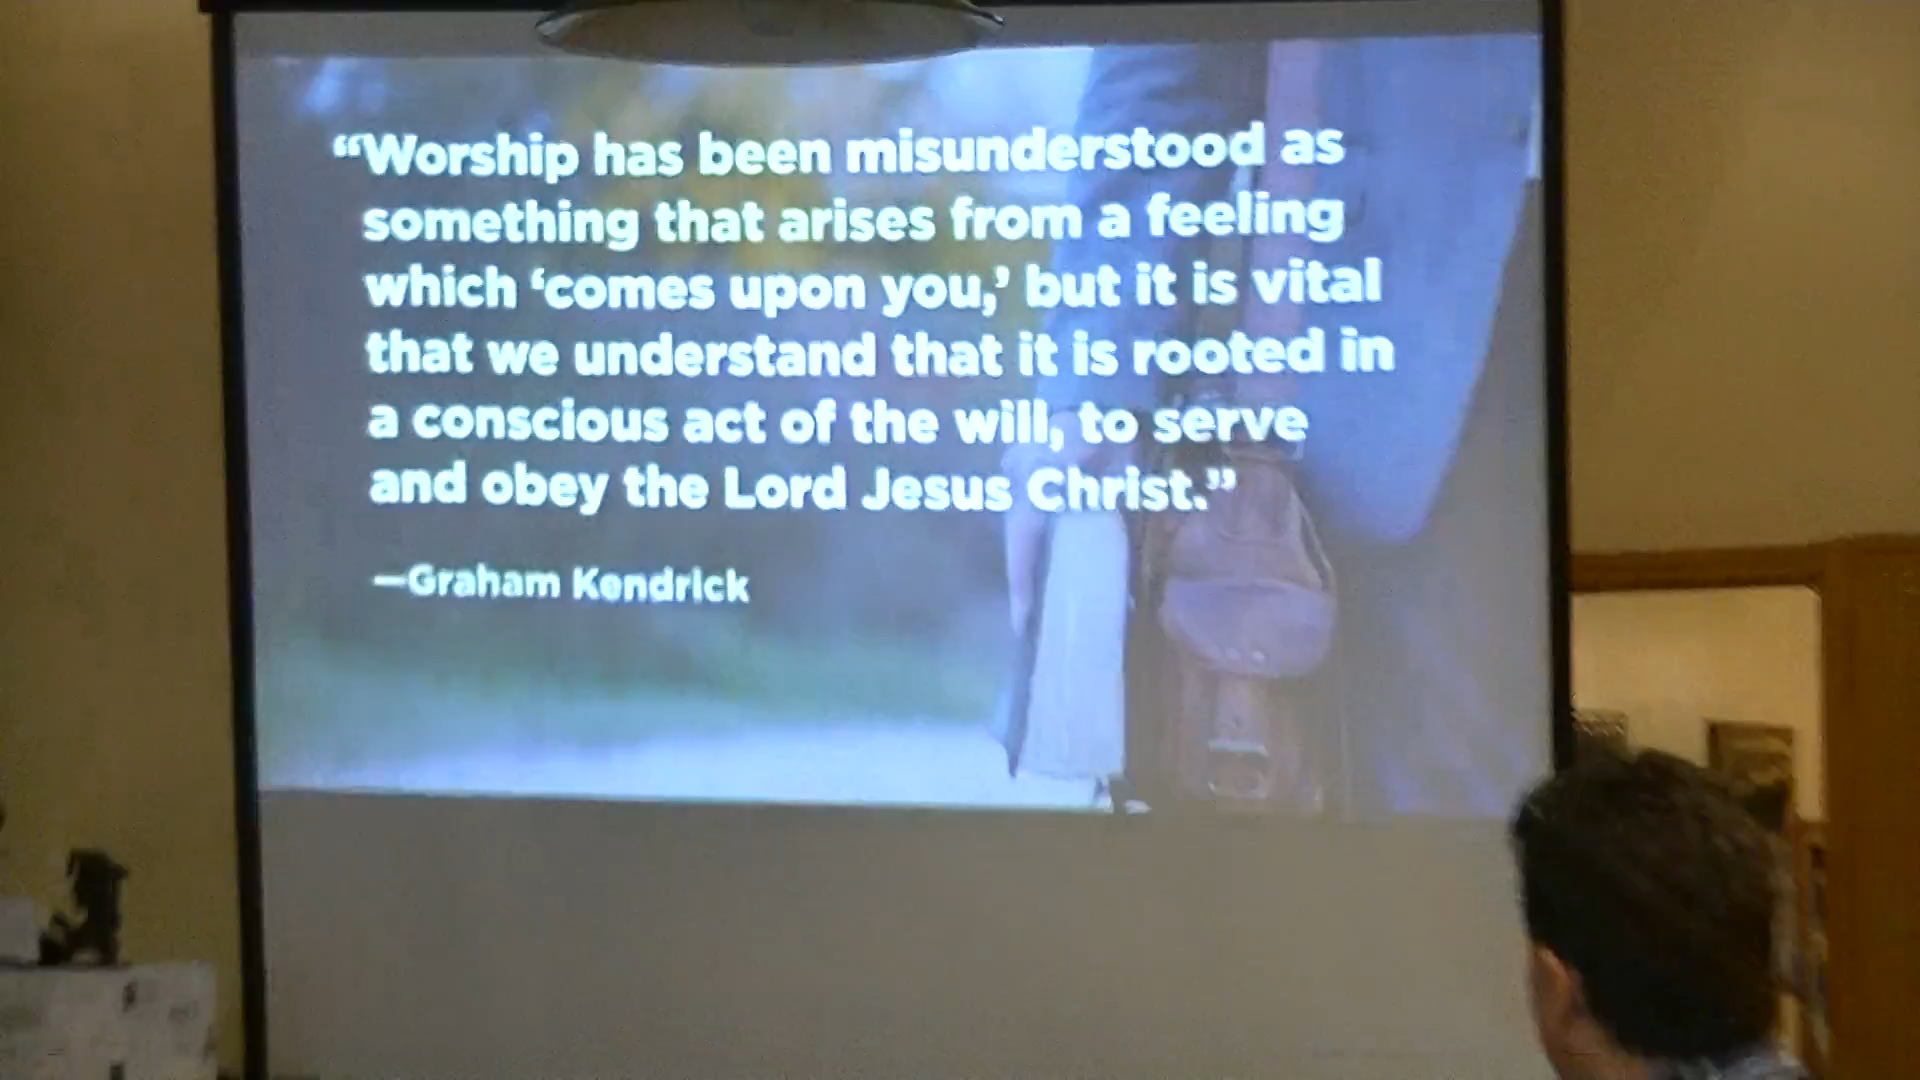 “Worship has been misunderstood as
something that arises from a feeling
which ‘comes upon you,’ but it is vital
that we understand that it is rooted in
a conscious act of the will, to serve
and obey the Lord Jesus Christ.”
—Graham Kendrick